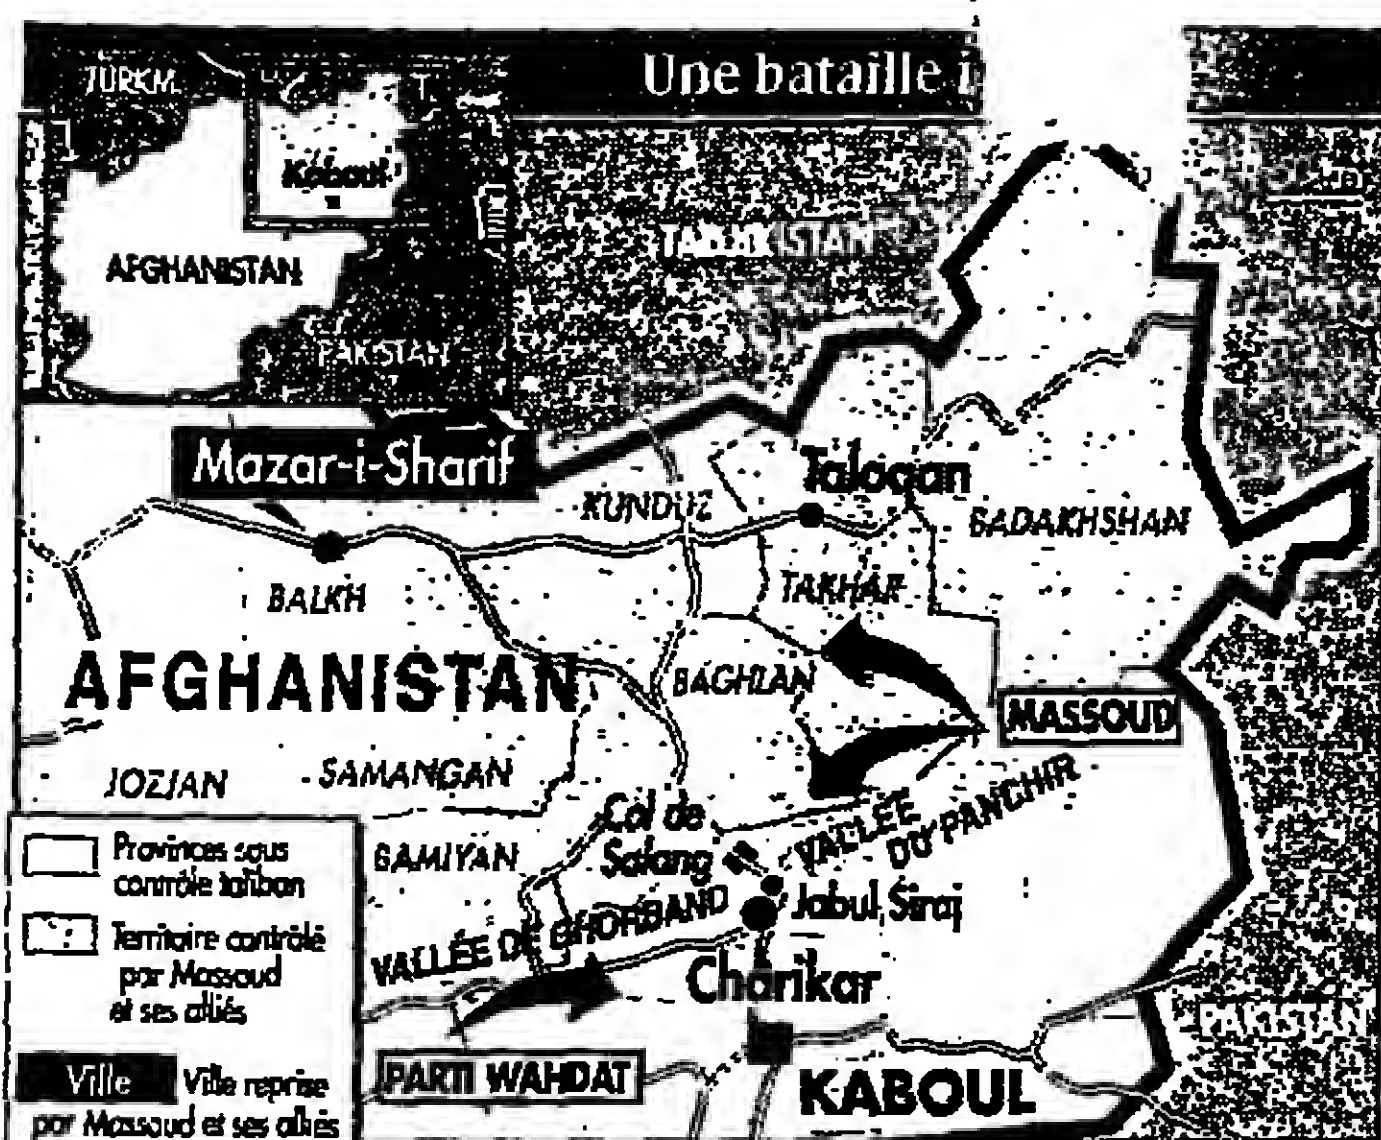 Une bataille i
TURKM.
T.
Kaboul
AFGHANISTAN
PAKISTAN
TADJIKISTAN
Mazar-i-Sharif
Taloqan
KUNDUZ
BADAKHSHAN
BALKH
TAKHAR
AFGHANISTAN
BAGHLAN
MASSOUD
JOZJAN
SAMANGAN
Col de
Salang
VALLÉE
DU PANCHIR
BAMIYAN
Jabul Siraj
VALLÉE DE GHORBAND
Charikar
PAKISTAN
PARTI WAHDAT
KABOUL
Provinces sous
contrôle taliban
Territoire contrôlé
par Massoud
et ses alliés
Ville Ville reprise
par Massoud et ses alliés